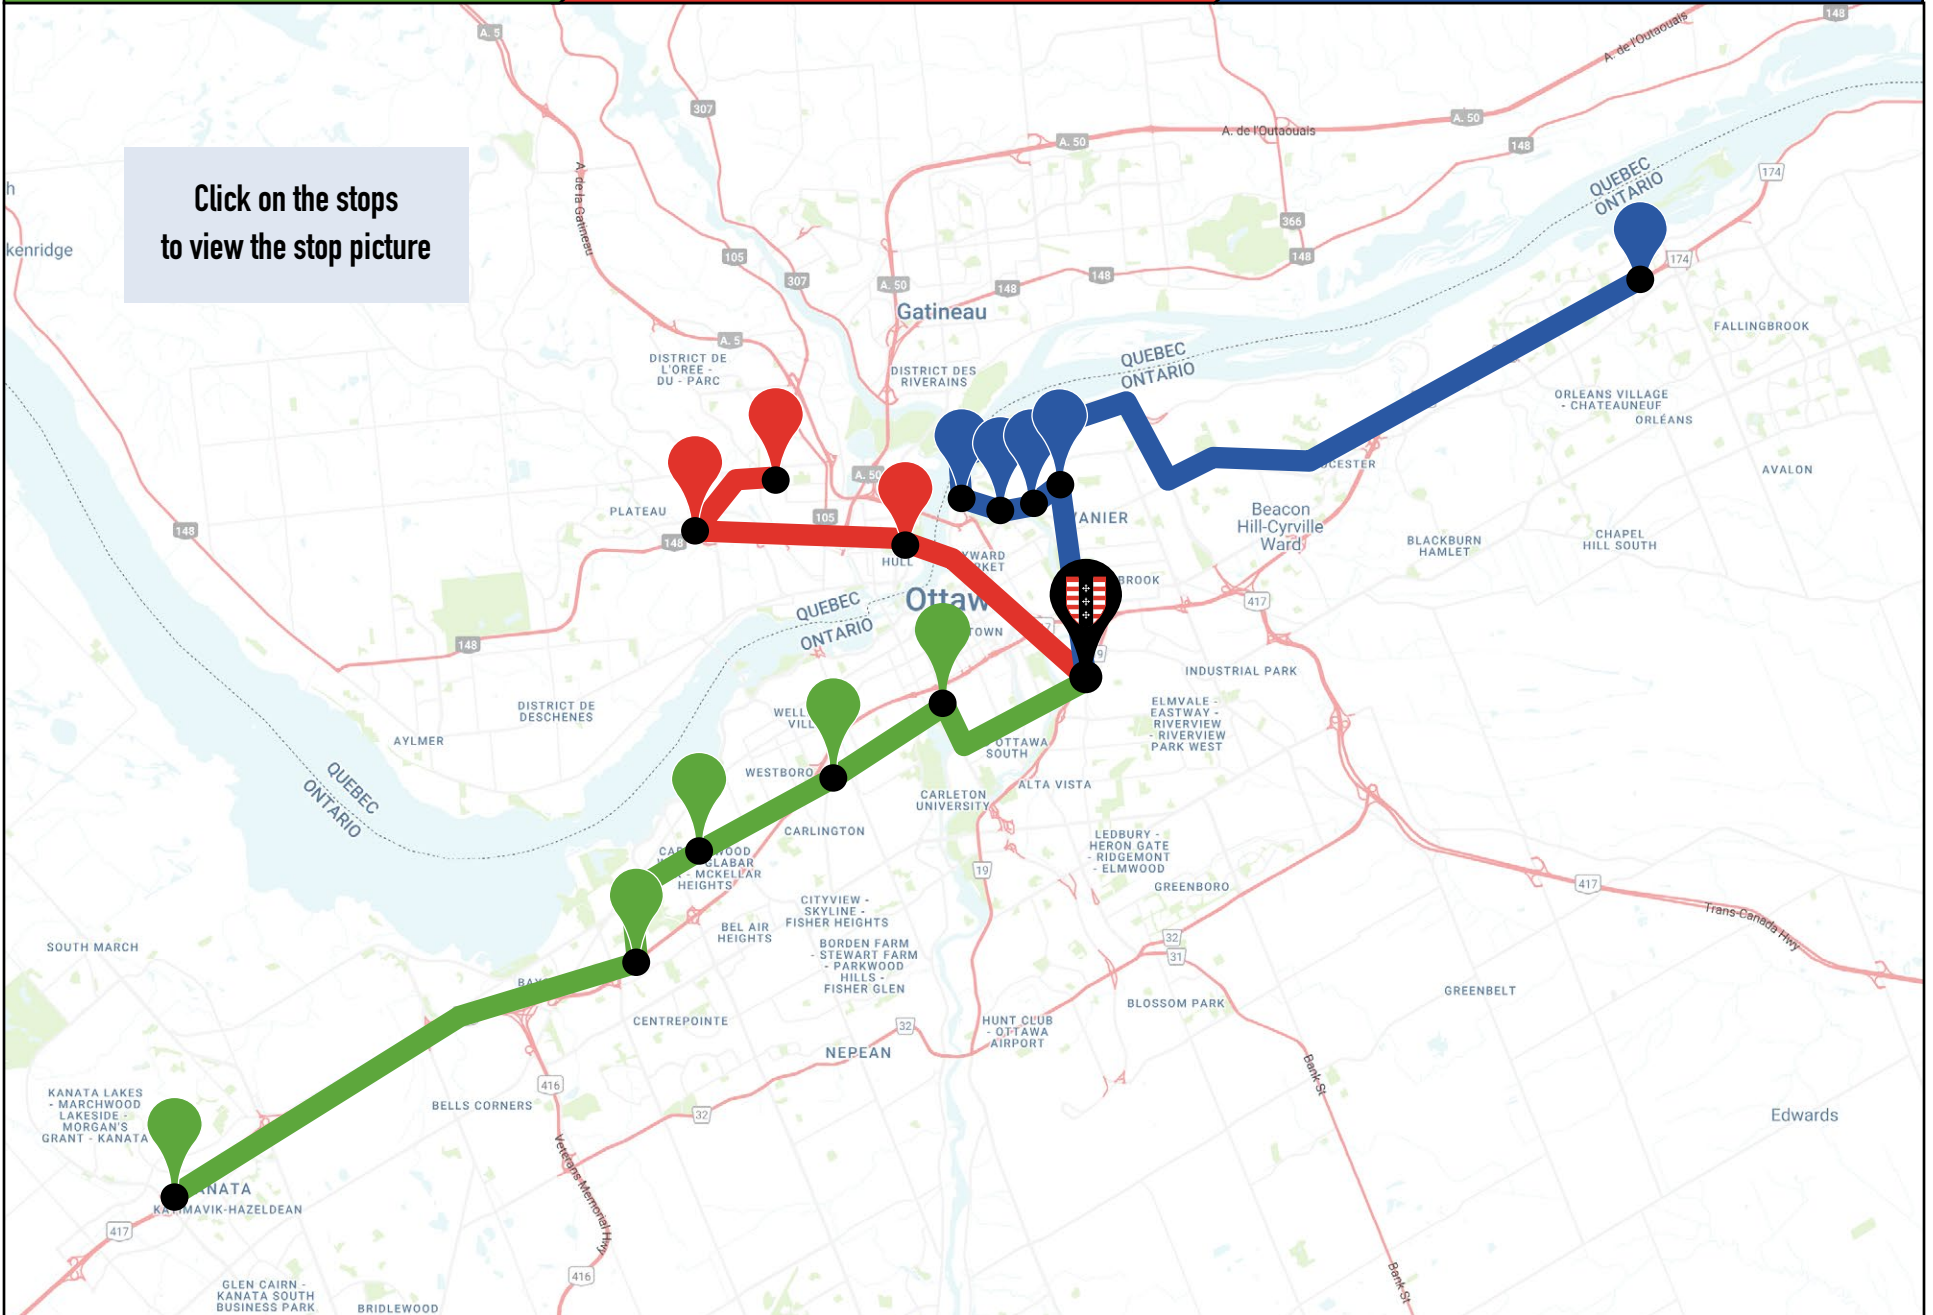 A. 5
148
A. de l'Outaouais
307
A. 50
A. de l'Outaouais
A. 50
148
Click on the stops
to view the stop picture
A. de la Gatineau
QUEBEC
ONTARIO
174
kenridge
366
105
148
174
307
A. 50
148
148
Gatineau
FALLINGBROOK
A. 5
DISTRICT DE
L'OREE -
DU - PARC
DISTRICT DES
RIVERAINS
QUEBEC
ONTARIO
ORLEANS VILLAGE
- CHATEAUNEUF
ORLÉANS
A. 50
AVALON
PLATEAU
105
148
148
VANIER
Beacon
Hill-Cyrville
Ward
BLACKBURN
HAMLET
CHAPEL
HILL SOUTH
HULL
QUEBEC
ONTARIO
Ottaw
TOWN
BROOK
417
148
INDUSTRIAL PARK
DISTRICT DE
DESCHENES
AYLMER
ELMVALE -
EASTWAY -
RIVERVIEW
- RIVERVIEW
PARK WEST
OTTAWA
SOUTH
WESTBORO
QUEBEC
ONTARIO
ALTA VISTA
CARLETON
UNIVERSITY
CARLINGTON
LEDBURY -
HERON GATE
- RIDGEMONT
- ELMWOOD
GLABAR
- MCKELLAR
HEIGHTS
19
GREENBORO
417
CITYVIEW -
SKYLINE -
FISHER HEIGHTS
BEL AIR
HEIGHTS
Trans-Canada Hwy
SOUTH MARCH
BORDEN FARM
- STEWART FARM
- PARKWOOD
HILLS -
FISHER GLEN
32
31
GREENBELT
BLOSSOM PARK
CENTREPOINTE
32
HUNT CLUB
- OTTAWA
AIRPORT
NEPEAN
416
Bank St
KANATA LAKES
- MARCHWOOD
LAKESIDE -
MORGAN'S
GRANT - KANATA
BELLS CORNERS
32
Edwards
Veterans Memorial Hwy
ANATA
HAZELDEAN
417
416
Bank St
GLEN CAIRN -
KANATA SOUTH
BUSINESS PARK
BRIDLEWOOD